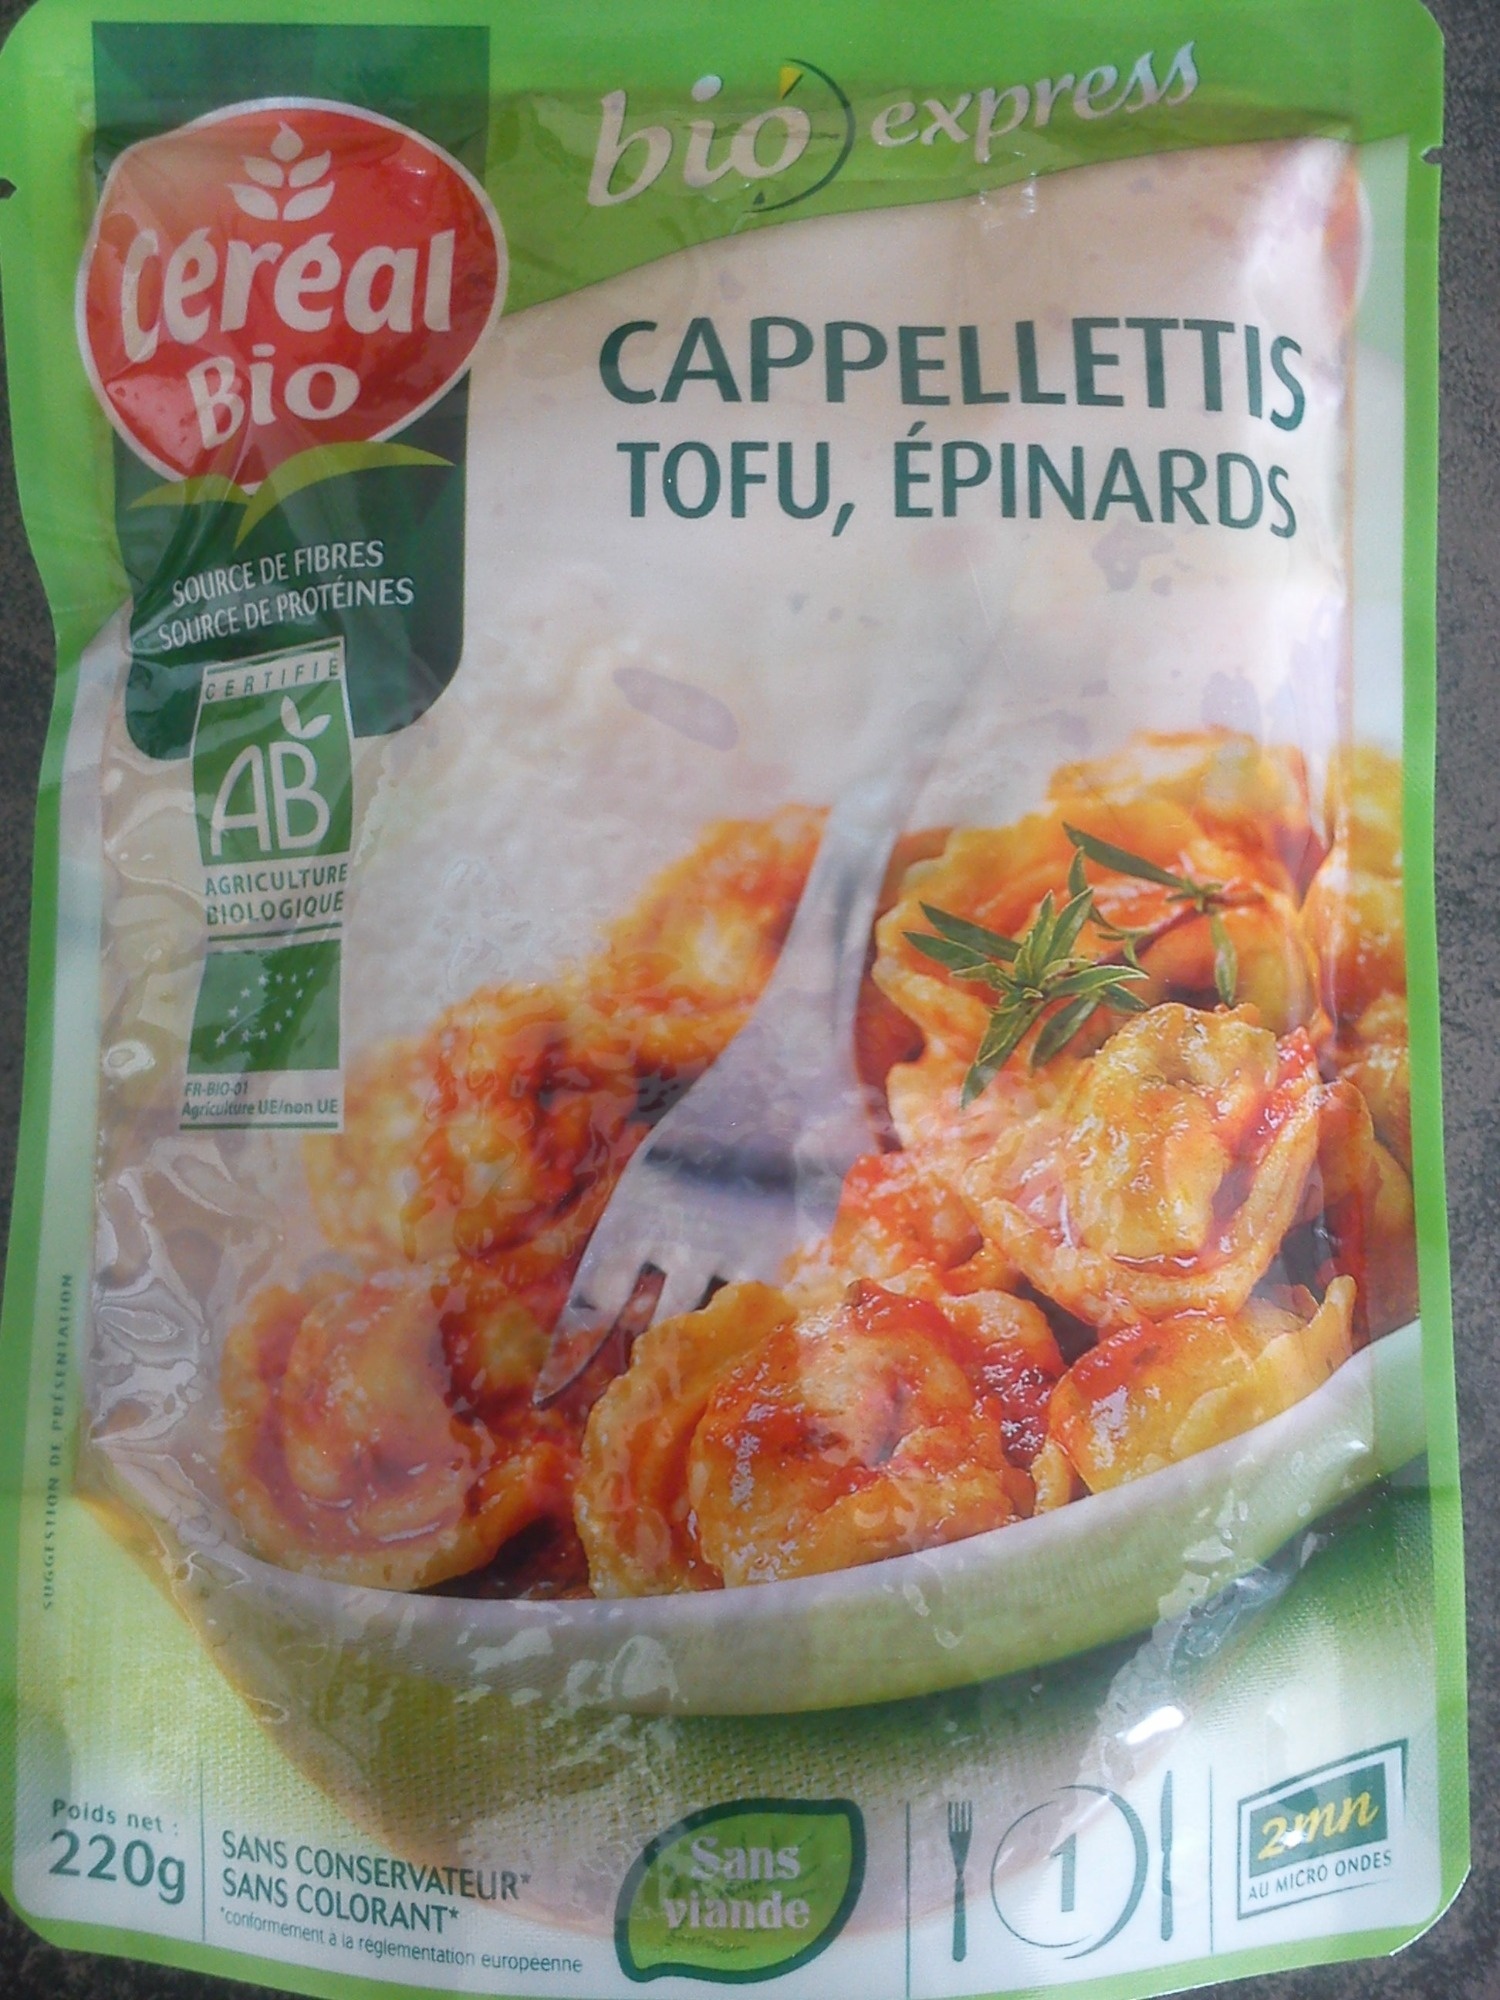 bio express
Céréal
Bio
CAPPELLETTIS
TOFU, ÉPINARDS
SOURCE DE FIBRES
SOURCE DE PROTÉINES
CERTIFIÉ
AB
AGRICULTURE
BIOLOGIQUE
FR-BIO-01
Agriculture UE/non UE
SUGGESTION DE PRÉSENTATION
Poids net :
220g
SANS CONSERVATEUR*
SANS COLORANT*
*conformément à la réglementation européenne
Sans
viande
1
2mn
AU MICRO ONDES